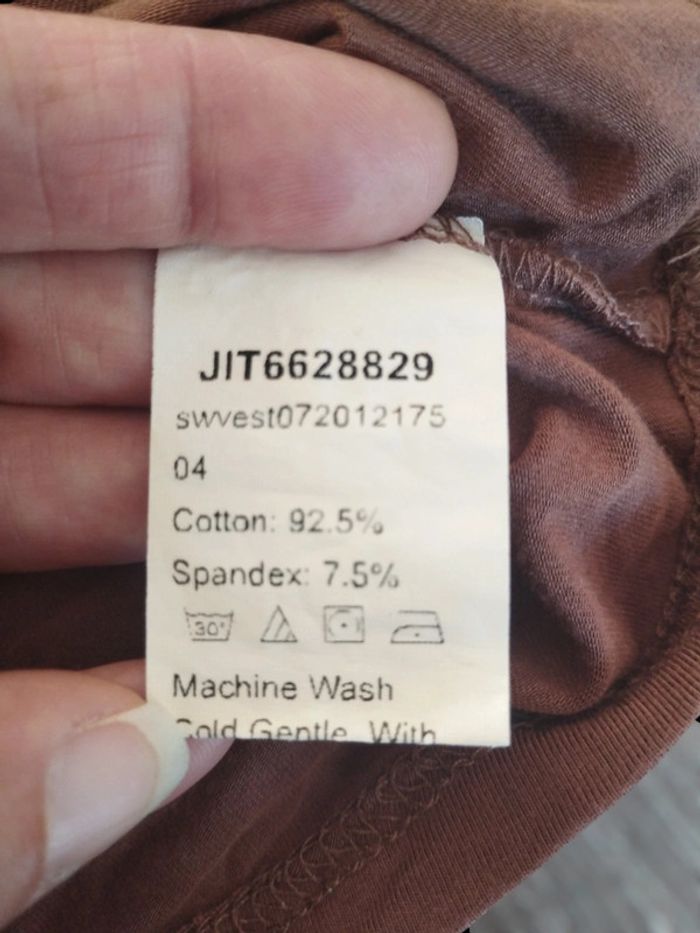 JIT6628829
swvest072012175
04
Cotton: 92.5%
Spandex: 7.5%
30°
Machine Wash
Cold Gentle, With